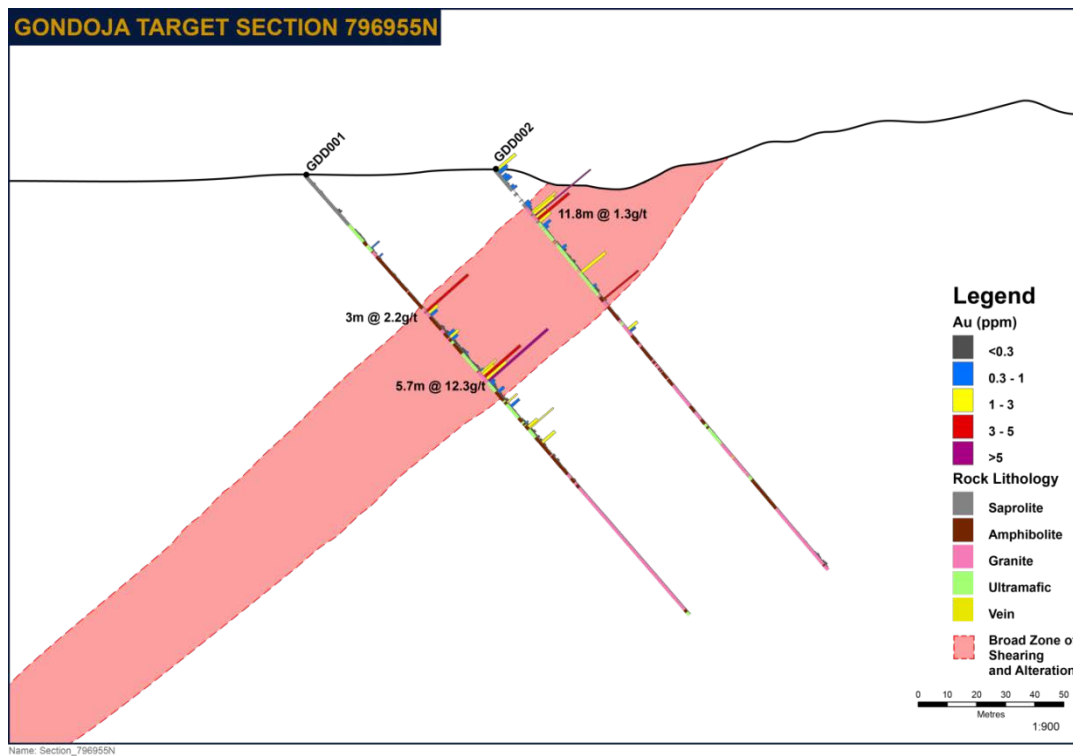 GONDOJA TARGET SECTION 796955N
GDD001
GDD002
11.8m @ 1.3g/t
3m @ 2.2g/t
5.7m @ 12.3g/t
Legend
Au (ppm)
<0.3
0.3 - 1
1 - 3
3 - 5
>5
Rock Lithology
Saprolite
Amphibolite
Granite
Ultramafic
Vein
Broad Zone of
Shearing
and Alteration
0 10 20 30 40 50
Metres
1:900
Name: Section_796955N